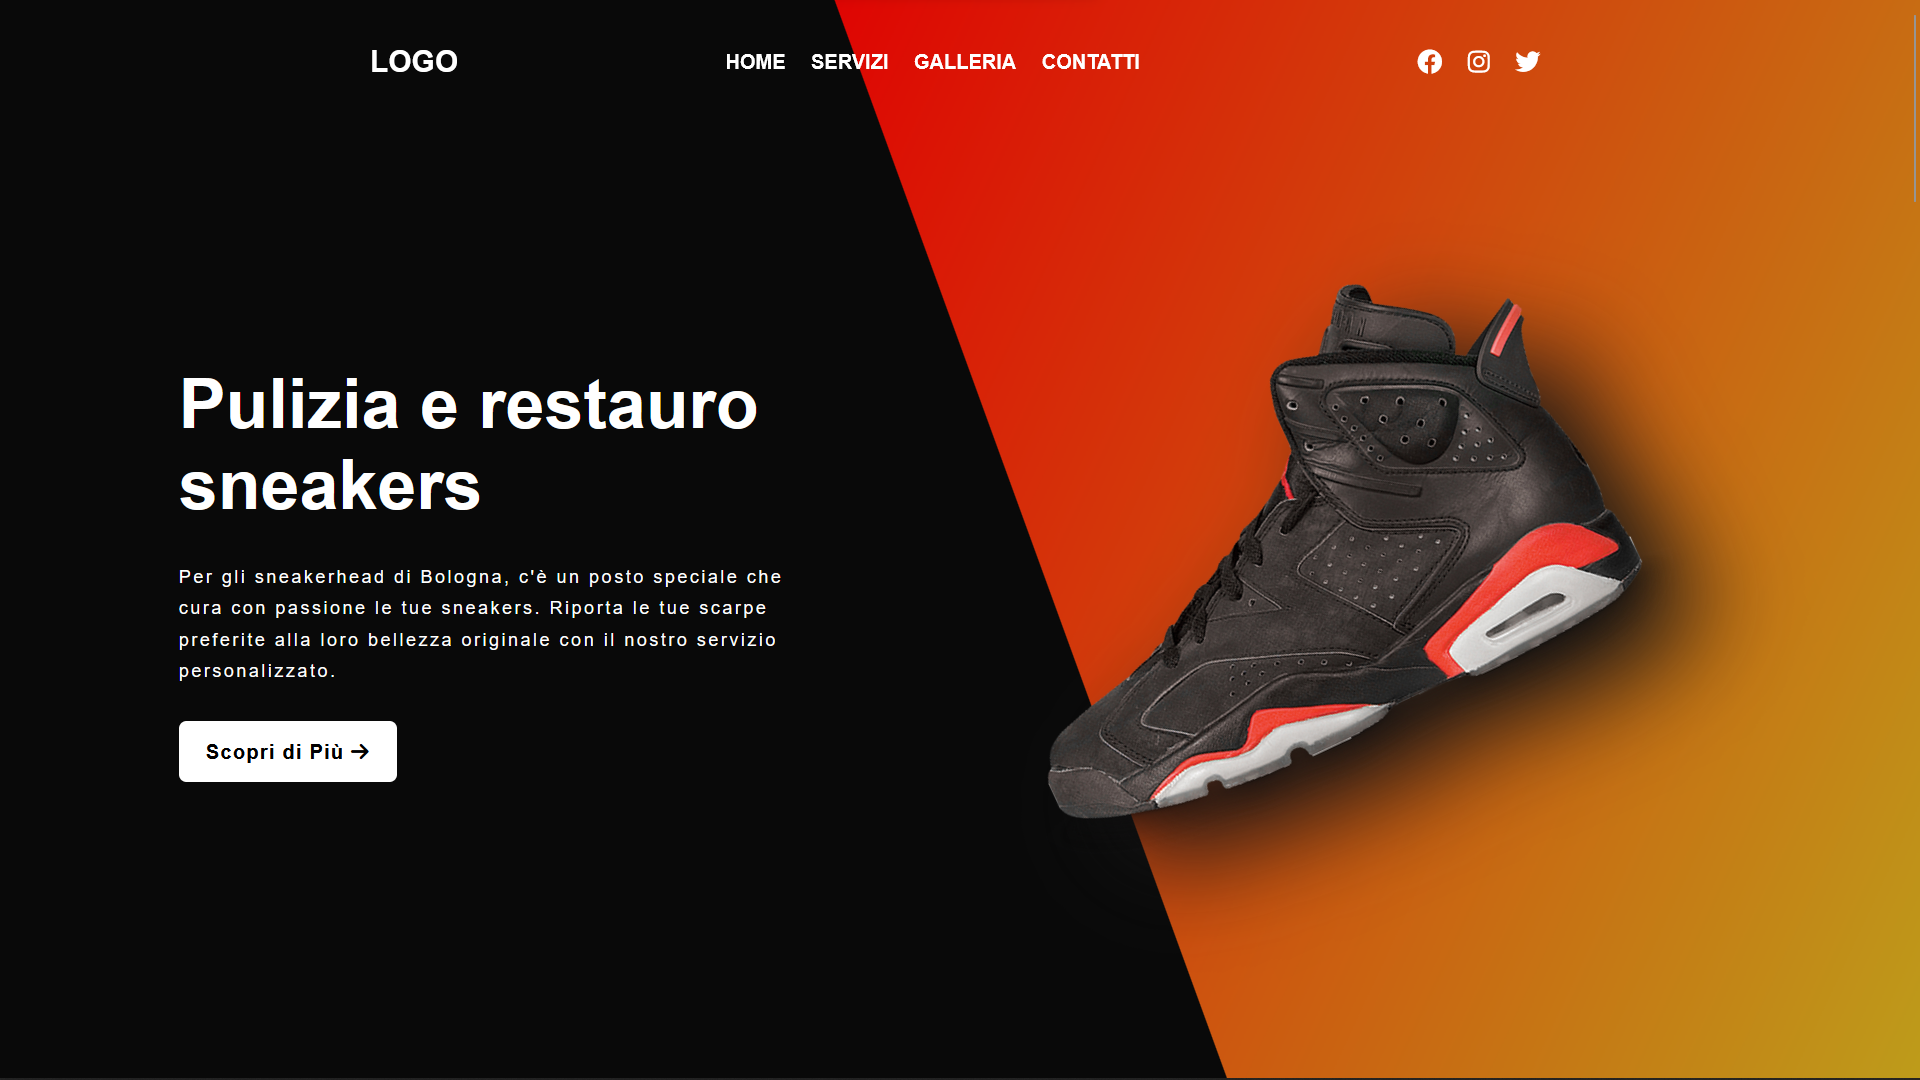 LOGO
HOME SERVIZI GALLERIA CONTATTI
Pulizia e restauro
sneakers
Per gli sneakerhead di Bologna, c'è un posto speciale che
cura con passione le tue sneakers. Riporta le tue scarpe
preferite alla loro bellezza originale con il nostro servizio
personalizzato.
Scopri di Più